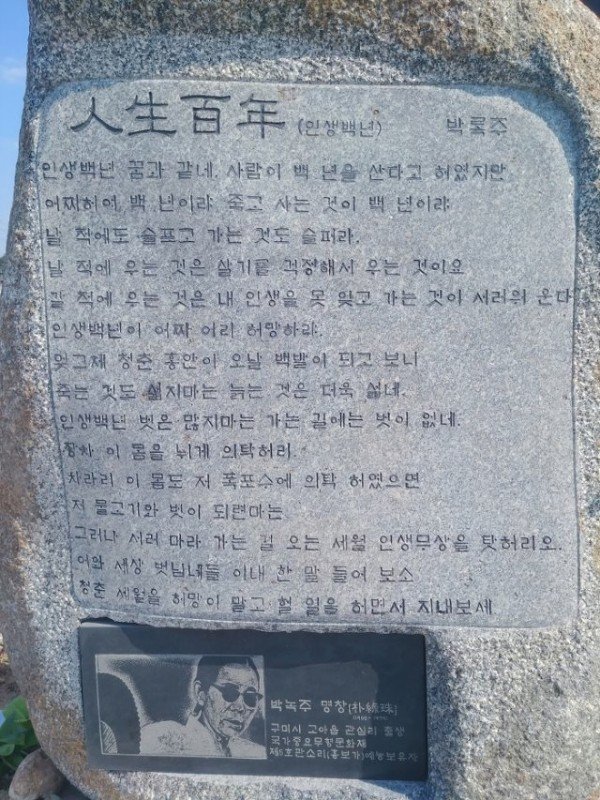 人生百年 (인생백년) 박록주
인생백년 꿈과 같네. 사람이 백 년을 산다고 허였지만
어찌허여 백 년이랴 죽고 사는 것이 백 년이랴
날 적에도 슬프고 가는 것도 슬퍼라.
날 적에 우는 것은 살기를 걱정해서 우는 것이요
갈 적에 우는 것은 내 인생을 못 잊고 가는 것이 서러워 운다
인생백년이 어찌 이리 허망하랴.
엊그제 청춘 홍안이 오날 백발이 되고 보니
죽는 것도 섧지마는 늙는 것은 더욱 섧네.
인생백년 벗은 많지마는 가는 길에는 벗이 없네.
장차 이 몸을 뉘게 의탁허리.
차라리 이 몸도 저 폭포수에 의탁 허였으면
저 물고기와 벗이 되련마는
그러나 서러 마라 가는 길 오는 세월 인생무상을 탓허리오.
어와 세상 벗님네들 이내 한 말 들어 보소
청춘 세월을 허망이 말고 헐 일을 허면서 지내보세
박녹주 명창[朴綠珠]
구미시 고아읍 관심리 출생
국가중요무형문화재
제5호판소리(흥보가)예능보유자